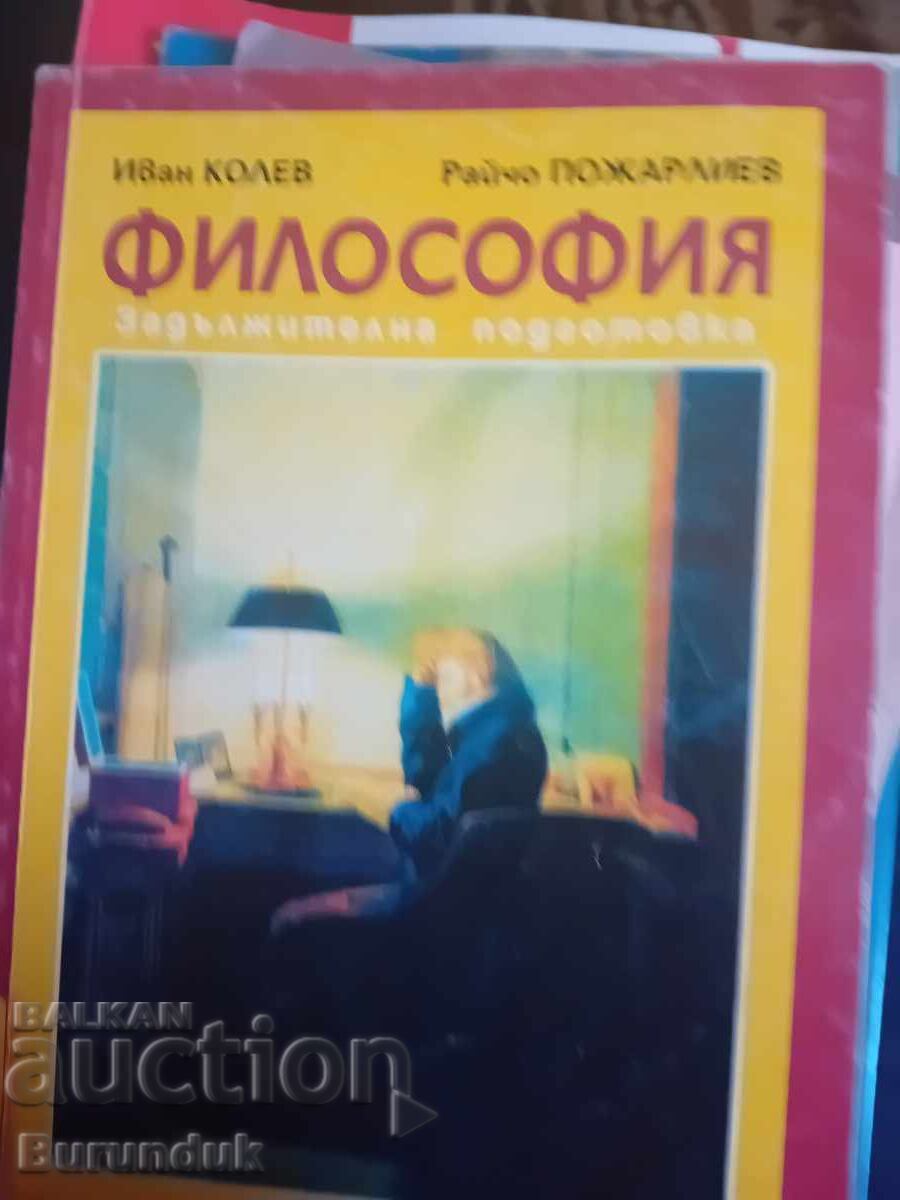 Иван КОЛЕВ Райчо ПОЖАРЛИЕВ
ФИЛОСОФИЯ
Задължителна подготовка
BALKAN
auction
Burunduk